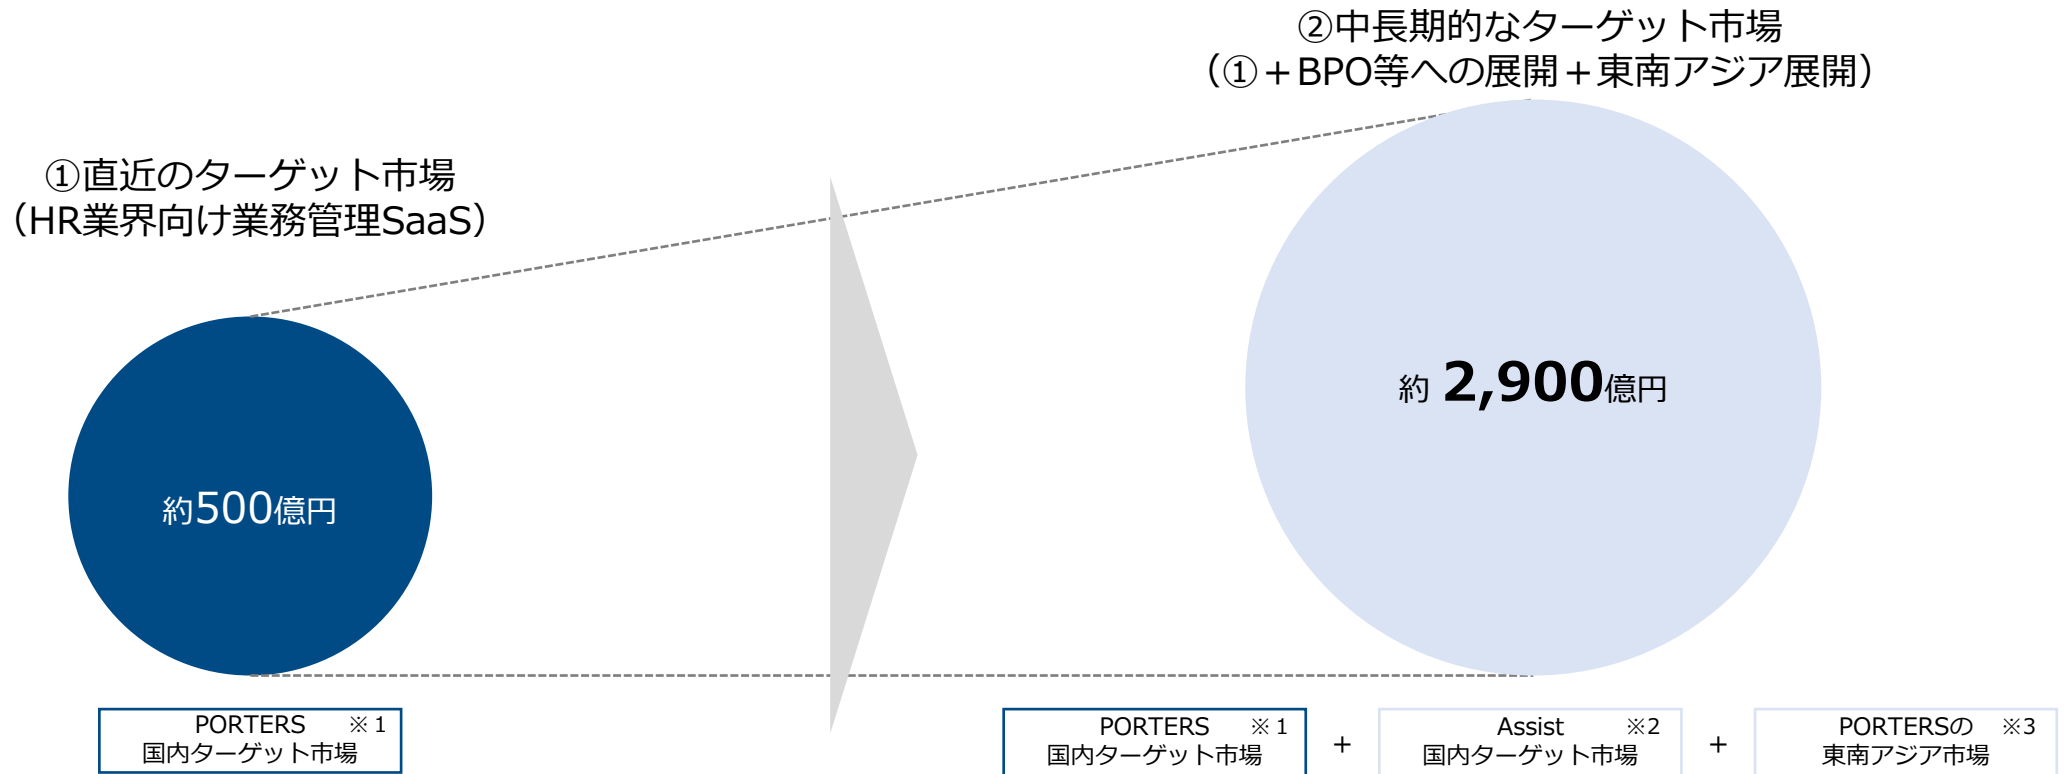 ①直近のターゲット市場
（HR業界向け業務管理SaaS）
約500億円
PORTERS ※1
国内ターゲット市場
②中長期的なターゲット市場
（①＋BPO等への展開＋東南アジア展開）
約 2,900億円
PORTERS ※1
国内ターゲット市場
+
Assist ※2
国内ターゲット市場
+
PORTERSの ※3
東南アジア市場